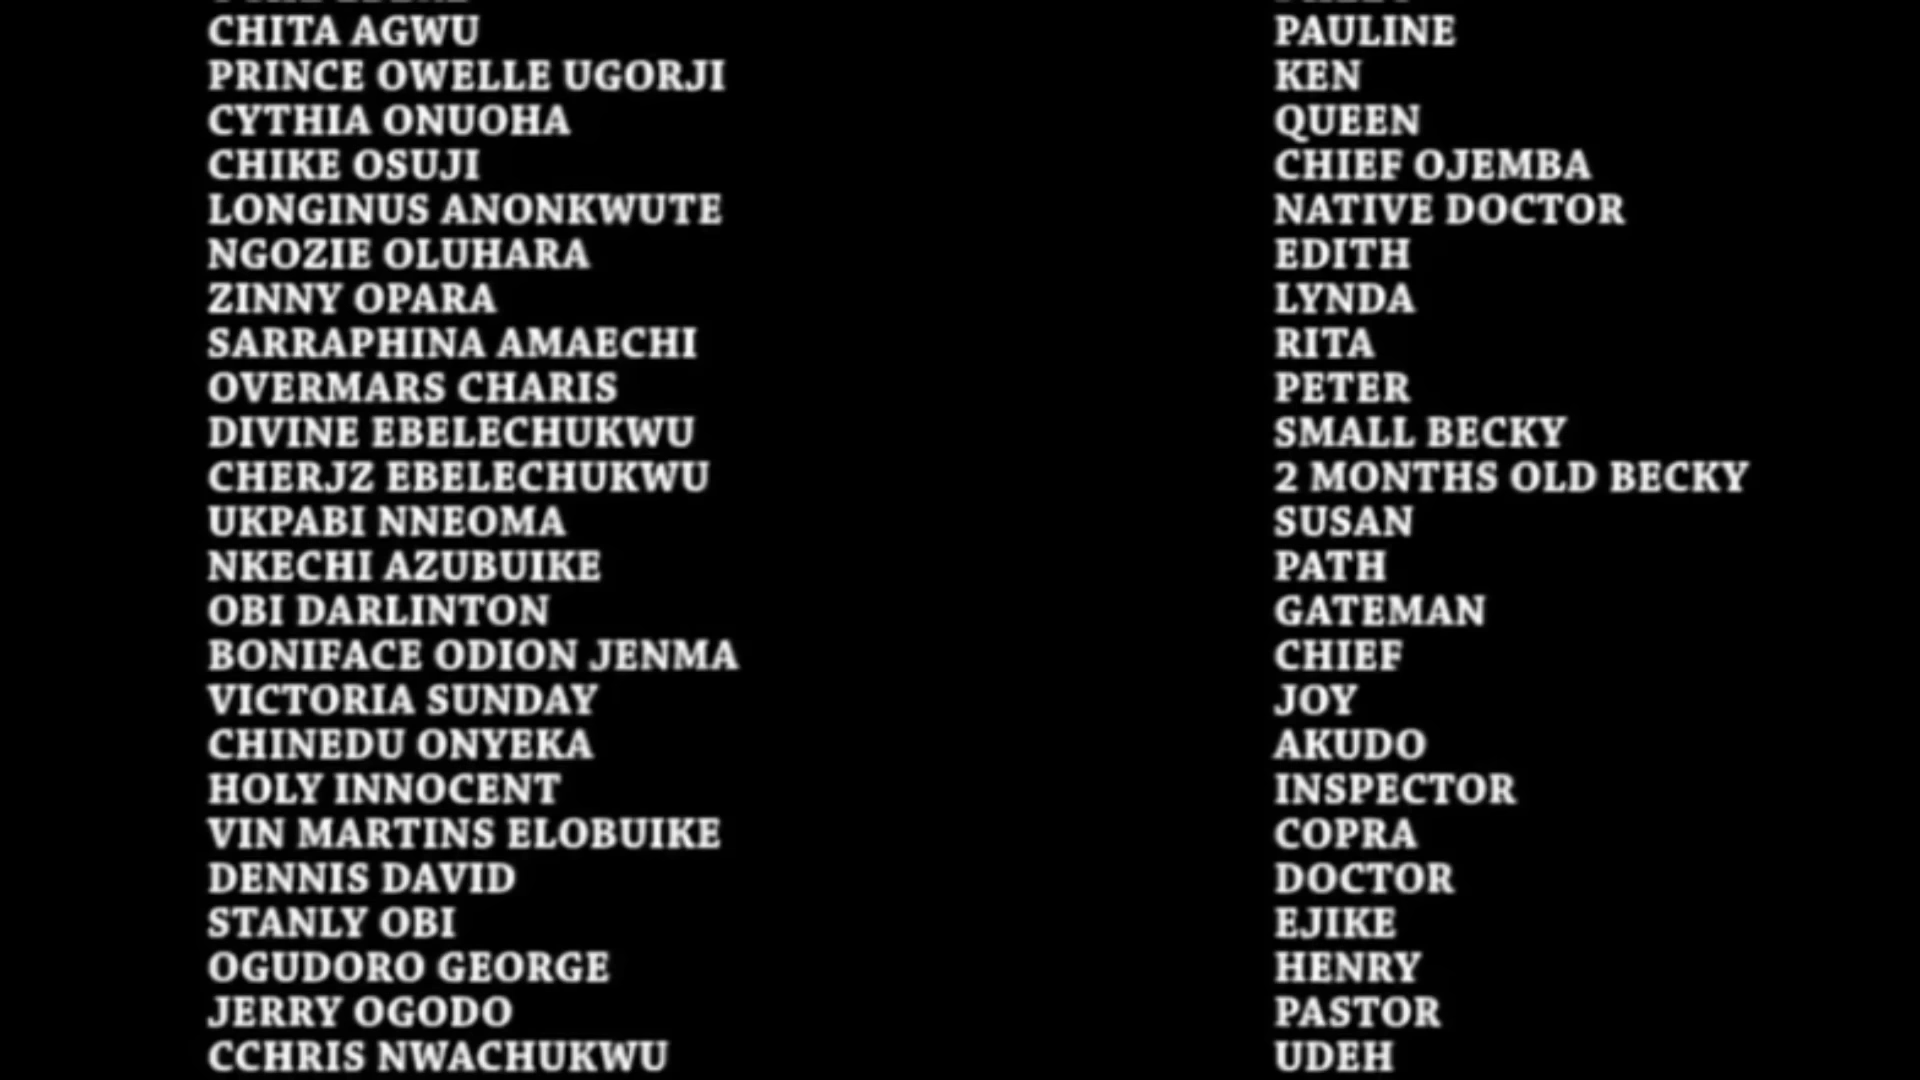 CHITA AGWU PAULINE
PRINCE OWELLE UGORJI KEN
CYTHIA ONUOHA QUEEN
CHIKE OSUJI CHIEF OJEMBA
LONGINUS ANONKWUTE NATIVE DOCTOR
NGOZIE OLUHARA EDITH
ZINNY OPARA LYNDA
SARRAPHINA AMAECHI RITA
OVERMARS CHARIS PETER
DIVINE EBELECHUKWU SMALL BECKY
CHERJZ EBELECHUKWU 2 MONTHS OLD BECKY
UKPABI NNEOMA SUSAN
NKECHI AZUBUIKE PATH
OBI DARLINTON GATEMAN
BONIFACE ODION JENMA CHIEF
VICTORIA SUNDAY JOY
CHINEDU ONYEKA AKUDO
HOLY INNOCENT INSPECTOR
VIN MARTINS ELOBUIKE COPRA
DENNIS DAVID DOCTOR
STANLY OBI EJIKE
OGUDORO GEORGE HENRY
JERRY OGODO PASTOR
CCHRIS NWACHUKWU UDEH